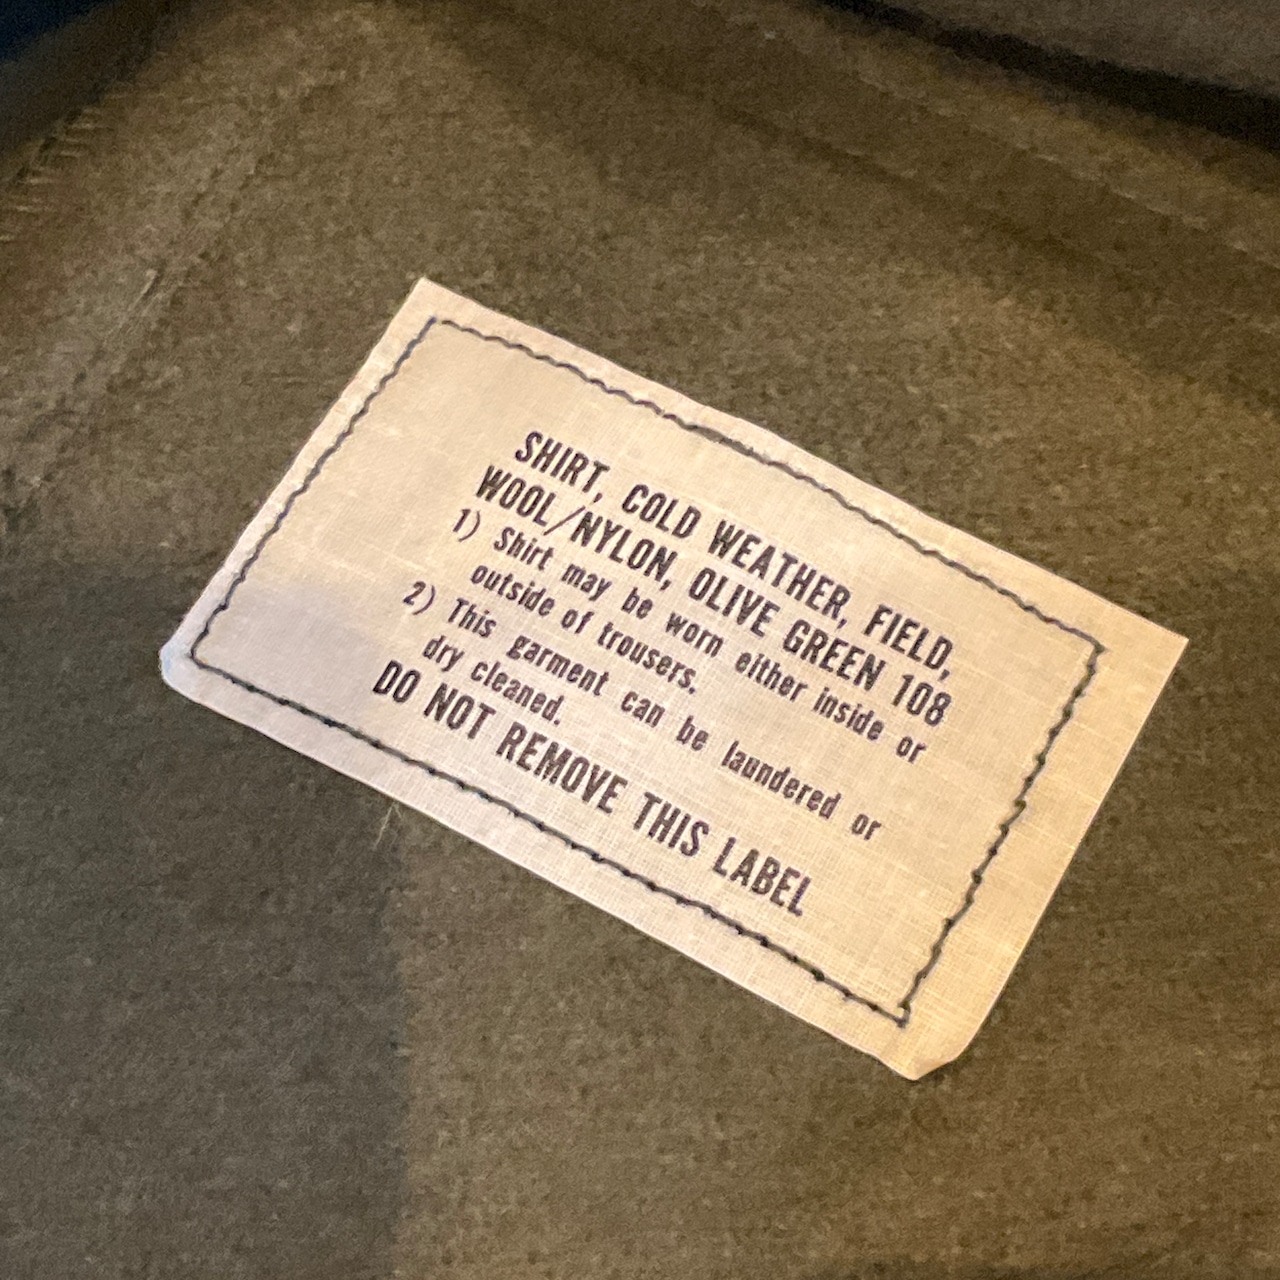 SHIRT, COLD WEATHER, FIELD,
WOOL/NYLON, OLIVE GREEN 108
1) Shirt may be worn either inside or
outside of trousers.
2) This garment can be laundered or
dry cleaned.
DO NOT REMOVE THIS LABEL